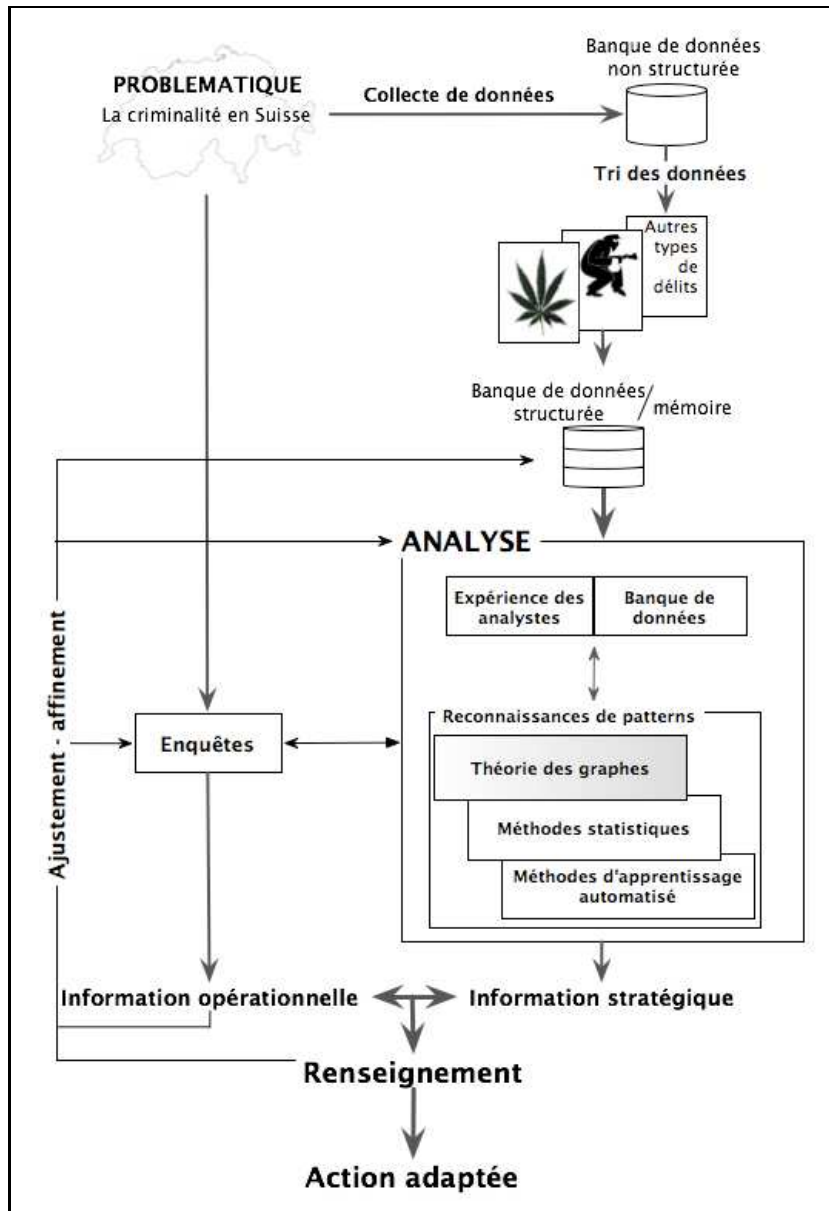 Banque de données
non structurée
PROBLEMATIQUE
La criminalité en Suisse
Collecte de données
Tri des données
Autres
types
de
délits
Banque de données
structurée
/mémoire
ANALYSE
Expérience des
analystes
Banque de
données
Reconnaissances de patterns
Théorie des graphes
Méthodes statistiques
Méthodes d'apprentissage
automatisé
Ajustement - affinement
Enquêtes
Information opérationnelle
Information stratégique
Renseignement
Action adaptée